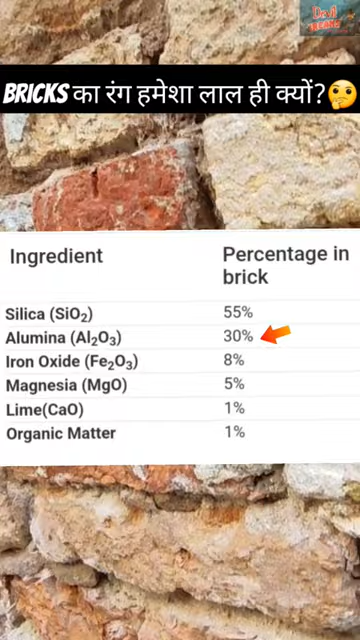 BRICKS का रंग हमेशा लाल ही क्यों?🤔
Ingredient Percentage in
brick
Silica (SiO₂) 55%
Alumina (Al₂O₃) 30%
Iron Oxide (Fe₂O₃) 8%
Magnesia (MgO) 5%
Lime(CaO) 1%
Organic Matter 1%